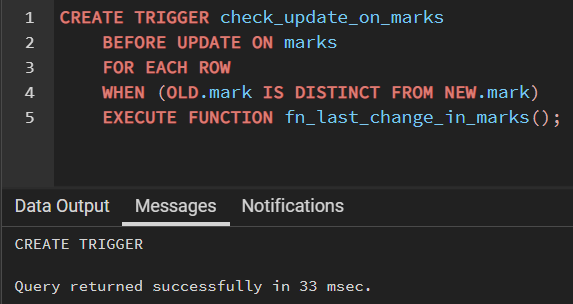 1 CREATE TRIGGER check_update_on_marks
2 BEFORE UPDATE ON marks
3 FOR EACH ROW
4 WHEN (OLD.mark IS DISTINCT FROM NEW.mark)
5 EXECUTE FUNCTION fn_last_change_in_marks();
Data Output Messages Notifications
CREATE TRIGGER
Query returned successfully in 33 msec.